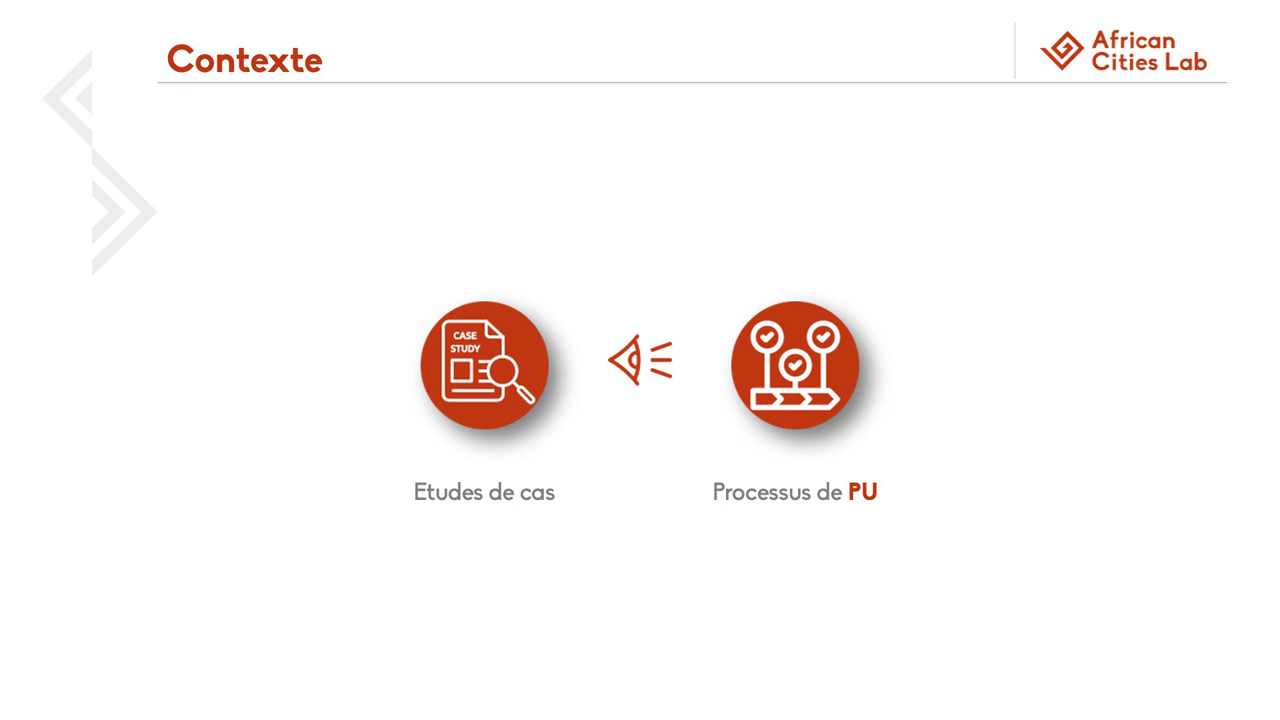 Contexte
African
Cities Lab
CASE
STUDY
Etudes de cas
Processus de PU